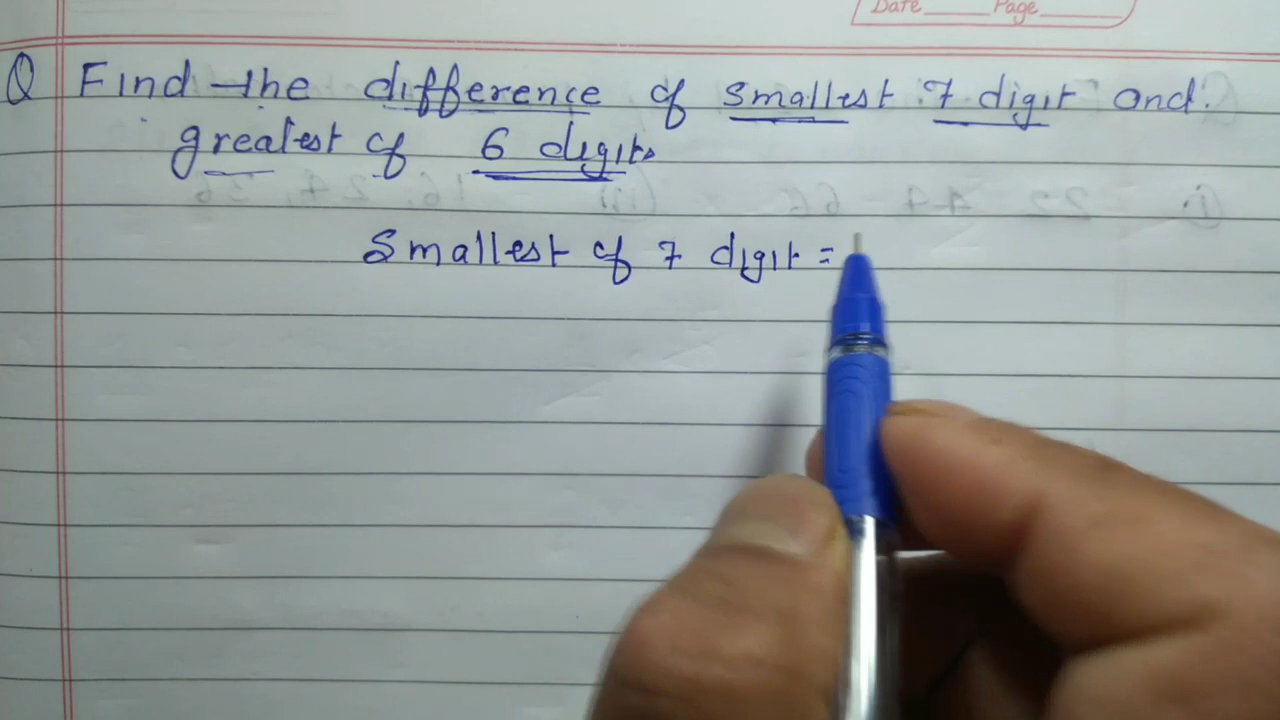 Date Page
Q Find the difference of smallest 7 digit and
greatest of 6 digits
Smallest of 7 digit =